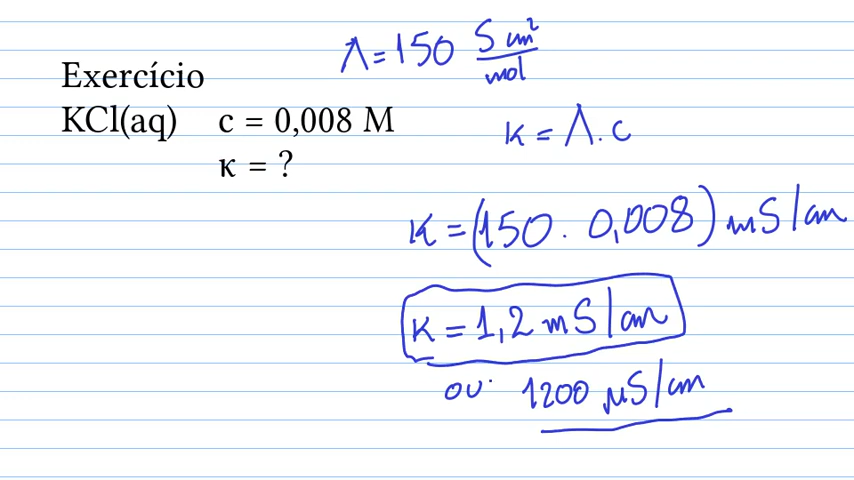 Λ = 150 S cm²/mol
Exercício
KCl(aq) c = 0,008 M
κ = Λ . c
κ = ?
κ = (150 . 0,008) mS/cm
κ = 1,2 mS/cm
ou 1200 μS/cm